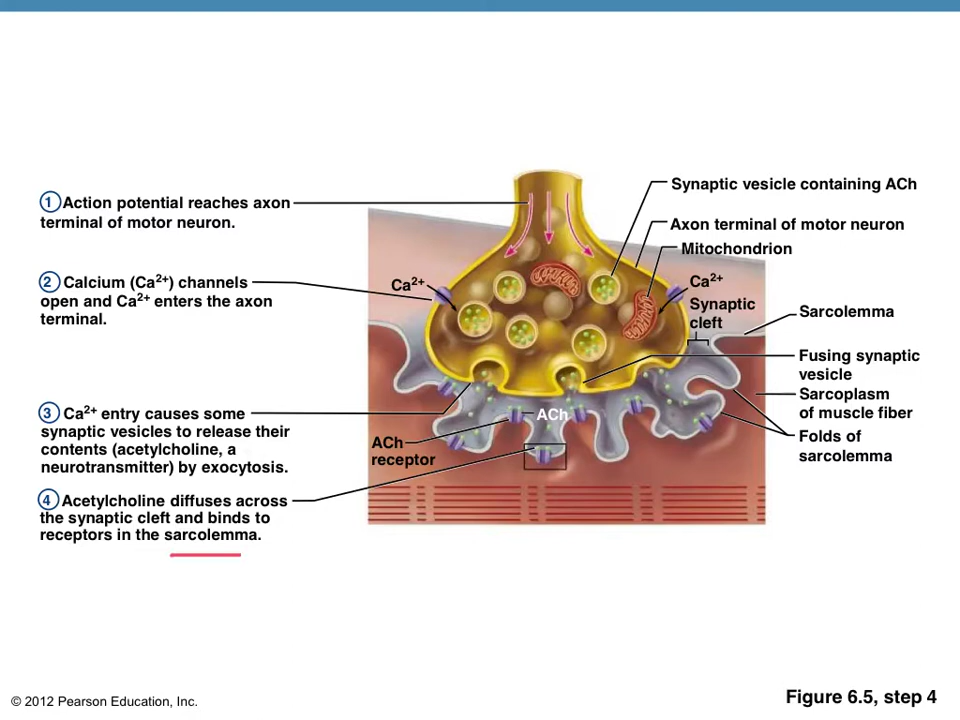 ① Action potential reaches axon
terminal of motor neuron.
② Calcium (Ca²⁺) channels
open and Ca²⁺ enters the axon
terminal.
③ Ca²⁺ entry causes some
synaptic vesicles to release their
contents (acetylcholine, a
neurotransmitter) by exocytosis.
④ Acetylcholine diffuses across
the synaptic cleft and binds to
receptors in the sarcolemma.
Ca²⁺
ACh
ACh
receptor
Synaptic vesicle containing ACh
Axon terminal of motor neuron
Mitochondrion
Ca²⁺
Synaptic
cleft
Sarcolemma
Fusing synaptic
vesicle
Sarcoplasm
of muscle fiber
Folds of
sarcolemma
© 2012 Pearson Education, Inc.
Figure 6.5, step 4